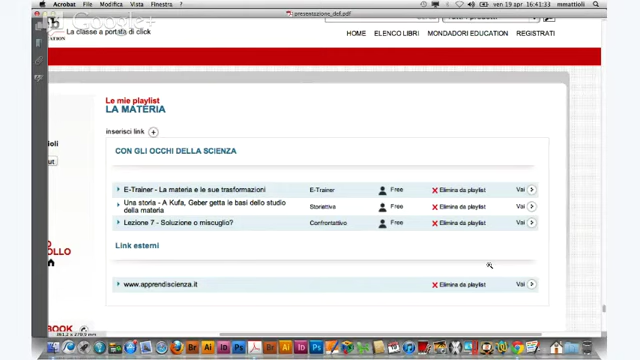 Acrobat File Modifica Vista Finestra ?
ven 19 apr 16:41:33 mmattioli
presentazione_def.pdf
Google+
La classe a portata di click
HOME ELENCO LIBRI MONDADORI EDUCATION REGISTRATI
Le mie playlist
LA MATERIA
inserisci link
CON GLI OCCHI DELLA SCIENZA
E-Trainer - La materia e le sue trasformazioni E-Trainer Free Elimina da playlist Vai
Una storia - A Kufa, Geber getta le basi dello studio
della materia Storiettiva Free Elimina da playlist Vai
Lezione 7 - Soluzione o miscuglio? Confrontattivo Free Elimina da playlist Vai
Link esterni
www.apprendiscienza.it Elimina da playlist Vai